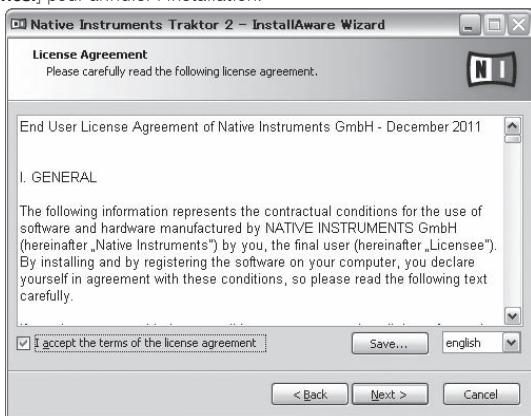 pour annuler l'installation.
Native Instruments Traktor 2 – InstallAware Wizard
License Agreement
Please carefully read the following license agreement.
N I
End User License Agreement of Native Instruments GmbH - December 2011
I. GENERAL
The following information represents the contractual conditions for the use of
software and hardware manufactured by NATIVE INSTRUMENTS GmbH
(hereinafter „Native Instruments") by you, the final user (hereinafter „Licensee").
By installing and by registering the software on your computer, you declare
yourself in agreement with these conditions, so please read the following text
carefully.
I accept the terms of the license agreement
Save...
english
< Back
Next >
Cancel